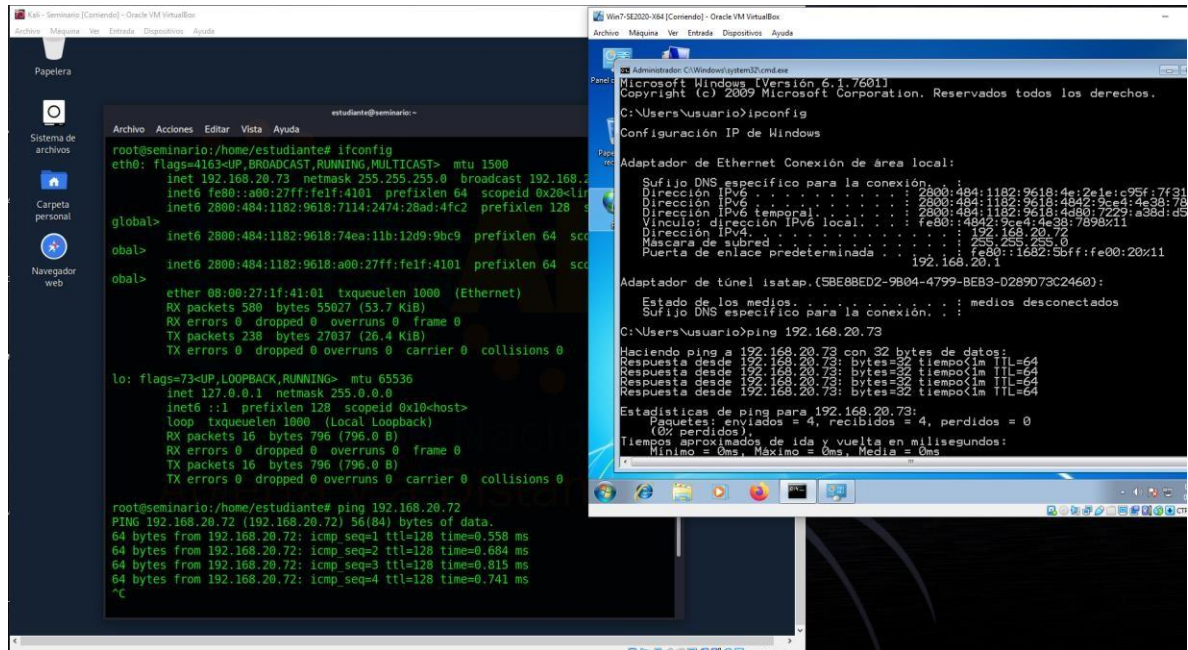 Kali - Seminario [Corriendo] - Oracle VM VirtualBox
Archivo Máquina Ver Entrada Dispositivos Ayuda
Papelera
Sistema de
archivos
Carpeta
personal
Navegador
web
estudiante@seminario: ~
Archivo Acciones Editar Vista Ayuda
root@seminario:/home/estudiante# ifconfig
eth0: flags=4163<UP,BROADCAST,RUNNING,MULTICAST> mtu 1500
inet 192.168.20.73 netmask 255.255.255.0 broadcast 192.168.2
inet6 fe80::a00:27ff:fe1f:4101 prefixlen 64 scopeid 0x20<lin
inet6 2800:484:1182:9618:7114:2474:28ad:4fc2 prefixlen 128 s
global>
inet6 2800:484:1182:9618:74ea:11b:12d9:9bc9 prefixlen 64 sco
obal>
inet6 2800:484:1182:9618:a00:27ff:fe1f:4101 prefixlen 64 sco
obal>
ether 08:00:27:1f:41:01 txqueuelen 1000 (Ethernet)
RX packets 580 bytes 55027 (53.7 KiB)
RX errors 0 dropped 0 overruns 0 frame 0
TX packets 238 bytes 27037 (26.4 KiB)
TX errors 0 dropped 0 overruns 0 carrier 0 collisions 0
lo: flags=73<UP,LOOPBACK,RUNNING> mtu 65536
inet 127.0.0.1 netmask 255.0.0.0
inet6 ::1 prefixlen 128 scopeid 0x10<host>
loop txqueuelen 1000 (Local Loopback)
RX packets 16 bytes 796 (796.0 B)
RX errors 0 dropped 0 overruns 0 frame 0
TX packets 16 bytes 796 (796.0 B)
TX errors 0 dropped 0 overruns 0 carrier 0 collisions 0
root@seminario:/home/estudiante# ping 192.168.20.72
PING 192.168.20.72 (192.168.20.72) 56(84) bytes of data.
64 bytes from 192.168.20.72: icmp_seq=1 ttl=128 time=0.558 ms
64 bytes from 192.168.20.72: icmp_seq=2 ttl=128 time=0.684 ms
64 bytes from 192.168.20.72: icmp_seq=3 ttl=128 time=0.815 ms
64 bytes from 192.168.20.72: icmp_seq=4 ttl=128 time=0.741 ms
^C
Win7-SE2020-X64 [Corriendo] - Oracle VM VirtualBox
Archivo Máquina Ver Entrada Dispositivos Ayuda
Panel
Administrador: C:\Windows\system32\cmd.exe
Microsoft Windows [Versión 6.1.7601]
Copyright (c) 2009 Microsoft Corporation. Reservados todos los derechos.
C:\Users\usuario>ipconfig
Configuración IP de Windows
Adaptador de Ethernet Conexión de área local:
Sufijo DNS específico para la conexión. . :
Dirección IPv6 . . . . . . . . . . : 2800:484:1182:9618:4e:2e1e:c95f:7f31
Dirección IPv6 . . . . . . . . . . : 2800:484:1182:9618:4842:9ce4:4e38:78
Dirección IPv6 temporal. . . . . . : 2800:484:1182:9618:4d80:7229:a38d:d5
Vínculo: dirección IPv6 local. . . : fe80::4842:9ce4:4e38:7898%11
Dirección IPv4. . . . . . . . . . . . . . : 192.168.20.72
Máscara de subred . . . . . . . . . . . . : 255.255.255.0
Puerta de enlace predeterminada . . . . . : fe80::1682:5bff:fe00:20%11
192.168.20.1
Adaptador de túnel isatap.{5BE8BED2-9B04-4799-BEB3-D289D73C2460}:
Estado de los medios. . . . . . . . . . . : medios desconectados
Sufijo DNS específico para la conexión. . :
C:\Users\usuario>ping 192.168.20.73
Haciendo ping a 192.168.20.73 con 32 bytes de datos:
Respuesta desde 192.168.20.73: bytes=32 tiempo<1m TTL=64
Respuesta desde 192.168.20.73: bytes=32 tiempo<1m TTL=64
Respuesta desde 192.168.20.73: bytes=32 tiempo<1m TTL=64
Respuesta desde 192.168.20.73: bytes=32 tiempo<1m TTL=64
Estadísticas de ping para 192.168.20.73:
Paquetes: enviados = 4, recibidos = 4, perdidos = 0
(0% perdidos),
Tiempos aproximados de ida y vuelta en milisegundos:
Mínimo = 0ms, Máximo = 0ms, Media = 0ms